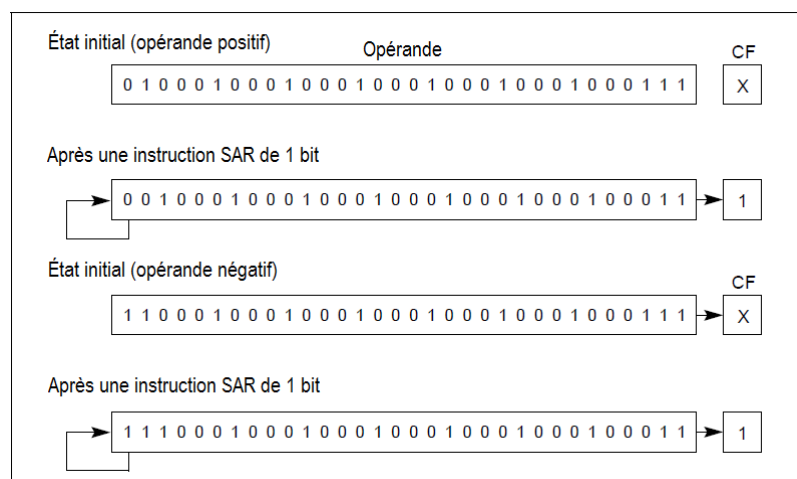 État initial (opérande positif)
Opérande
CF
0 1 0 0 0 1 0 0 0 1 0 0 0 1 0 0 0 1 0 0 0 1 0 0 0 1 0 0 0 1 1 1
X
Après une instruction SAR de 1 bit
0 0 1 0 0 0 1 0 0 0 1 0 0 0 1 0 0 0 1 0 0 0 1 0 0 0 1 0 0 0 1 1
1
État initial (opérande négatif)
CF
1 1 0 0 0 1 0 0 0 1 0 0 0 1 0 0 0 1 0 0 0 1 0 0 0 1 0 0 0 1 1 1
X
Après une instruction SAR de 1 bit
1 1 1 0 0 0 1 0 0 0 1 0 0 0 1 0 0 0 1 0 0 0 1 0 0 0 1 0 0 0 1 1
1